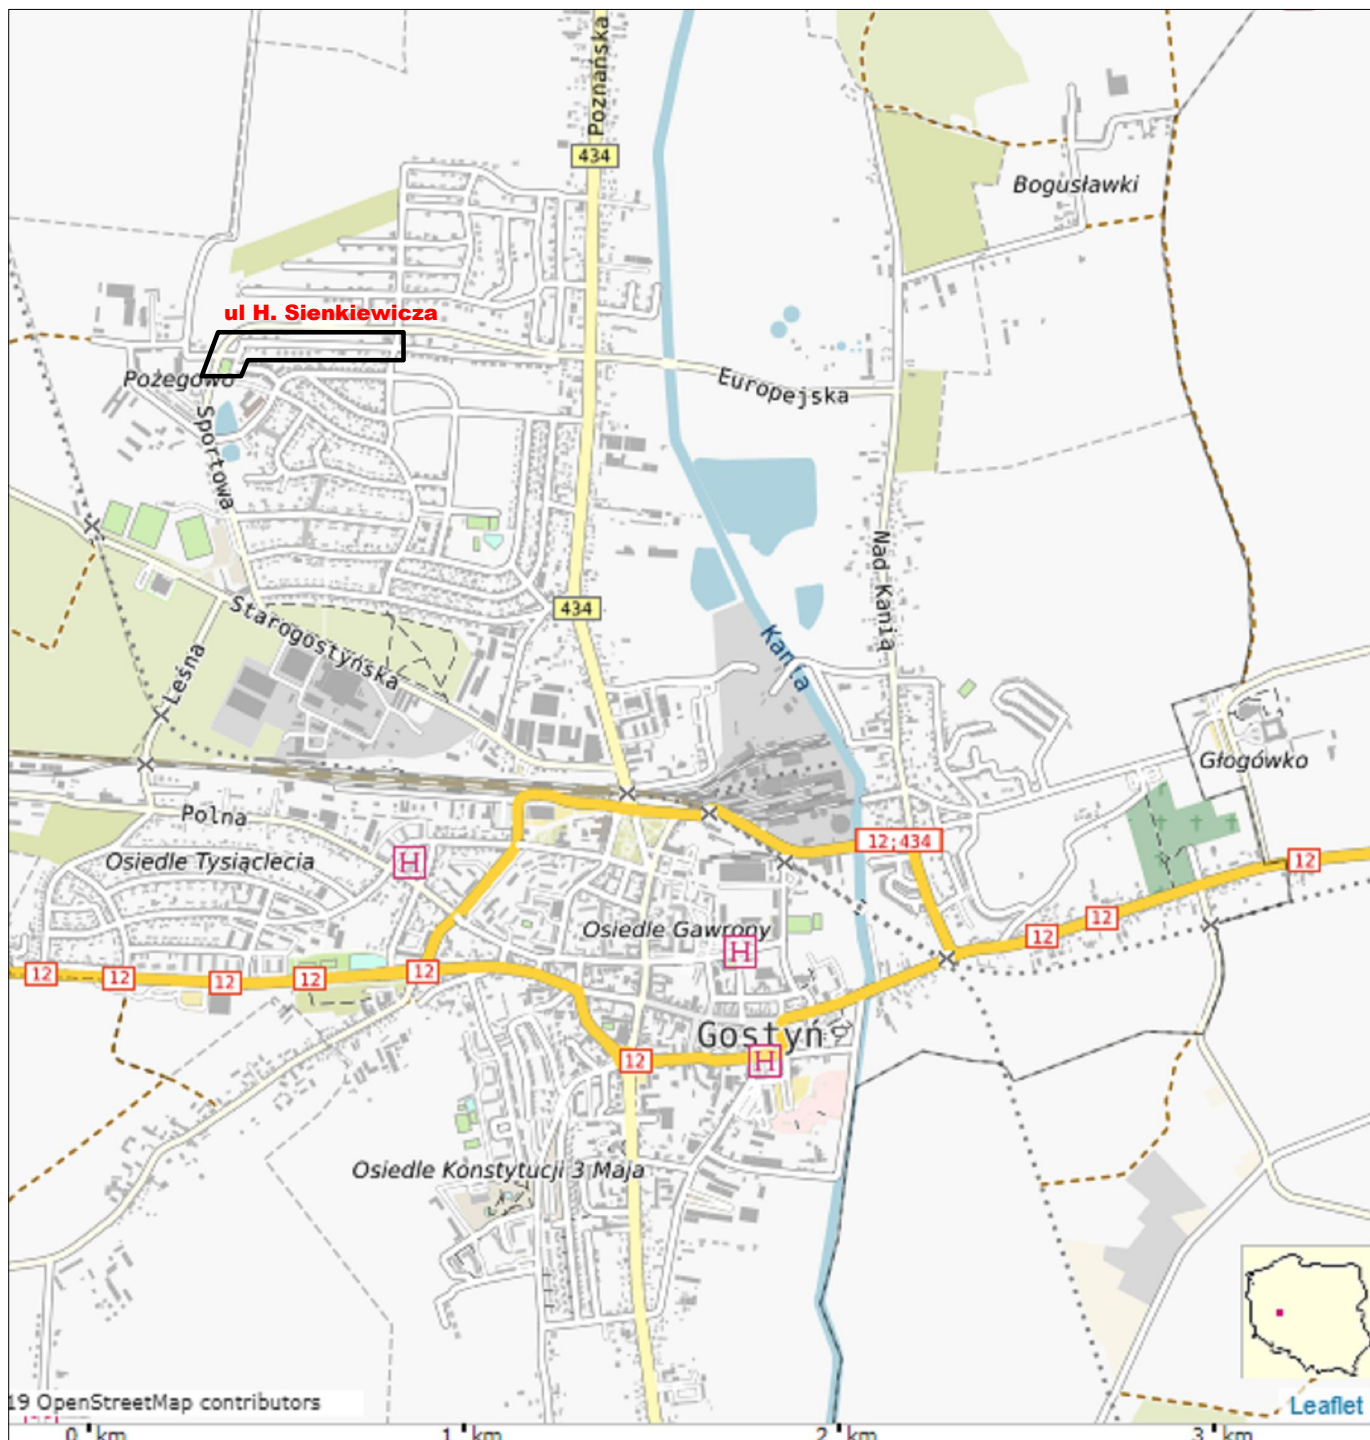 Poznańska
434
Bogusławki
ul H. Sienkiewicza
Pożegowo
Europejska
Sportowa
Nad Kanią
434
Starogostyńska
Kania
Leśna
Głogówko
Polna
12;434
Osiedle Tysiąclecia
H
12
Osiedle Gawrony
12
12
H
12
12
12
12
12
Gostyń
12
H
Osiedle Konstytucji 3 Maja
19 OpenStreetMap contributors
Leaflet
0 km
1 km
2 km
3 km